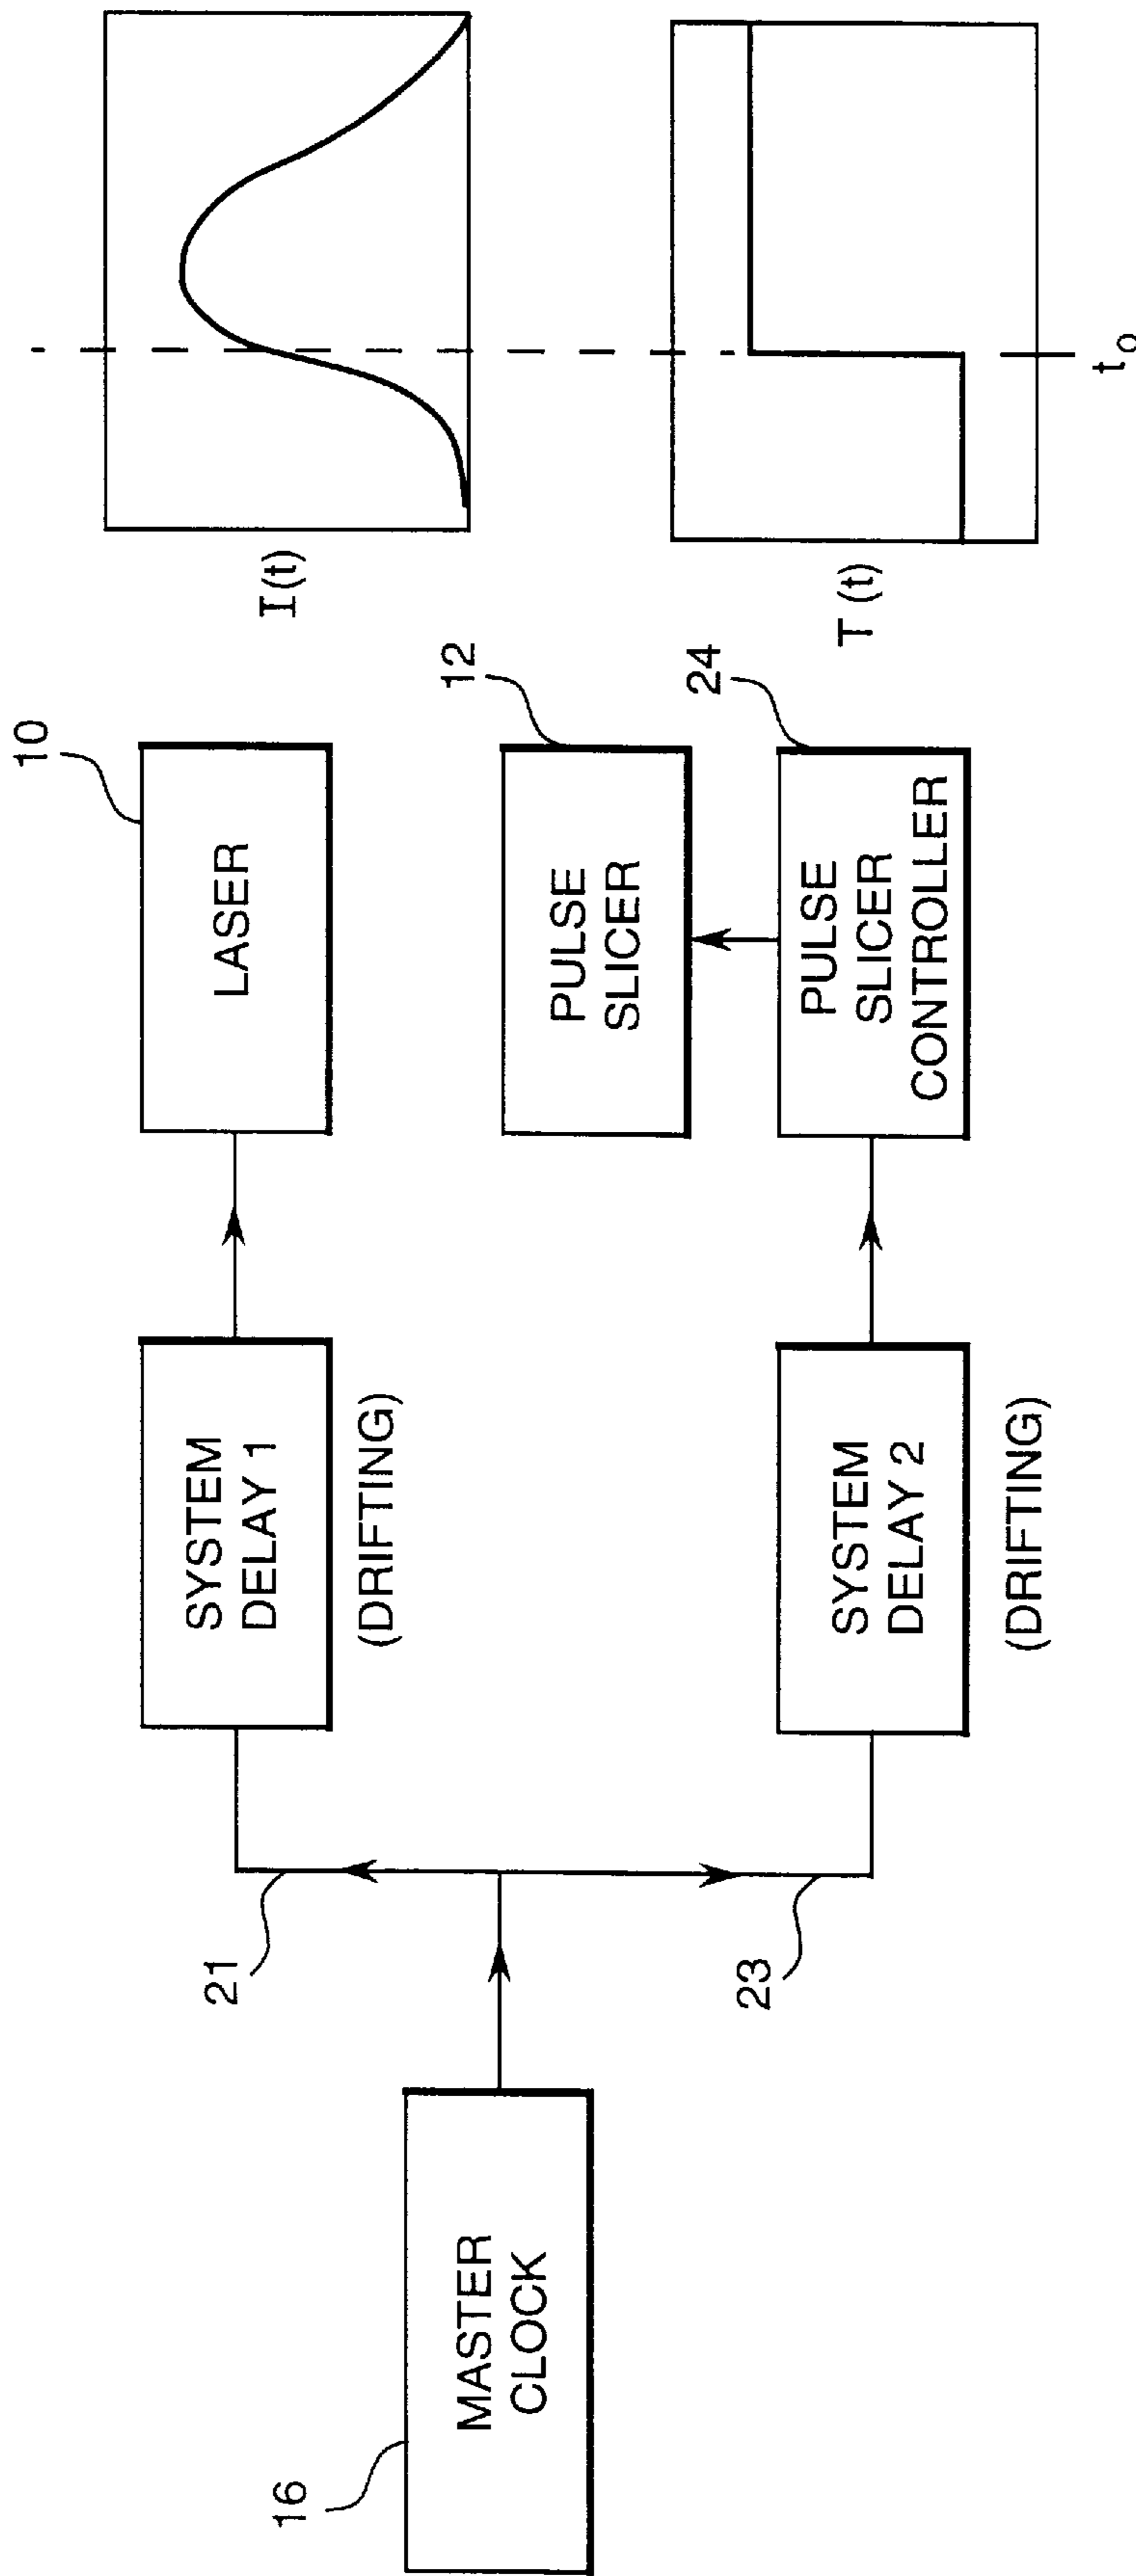 16
MASTER
CLOCK
21
23
SYSTEM
DELAY 1
(DRIFTING)
SYSTEM
DELAY 2
(DRIFTING)
10
LASER
12
PULSE
SLICER
24
PULSE
SLICER
CONTROLLER
I(t)
T (t)
to